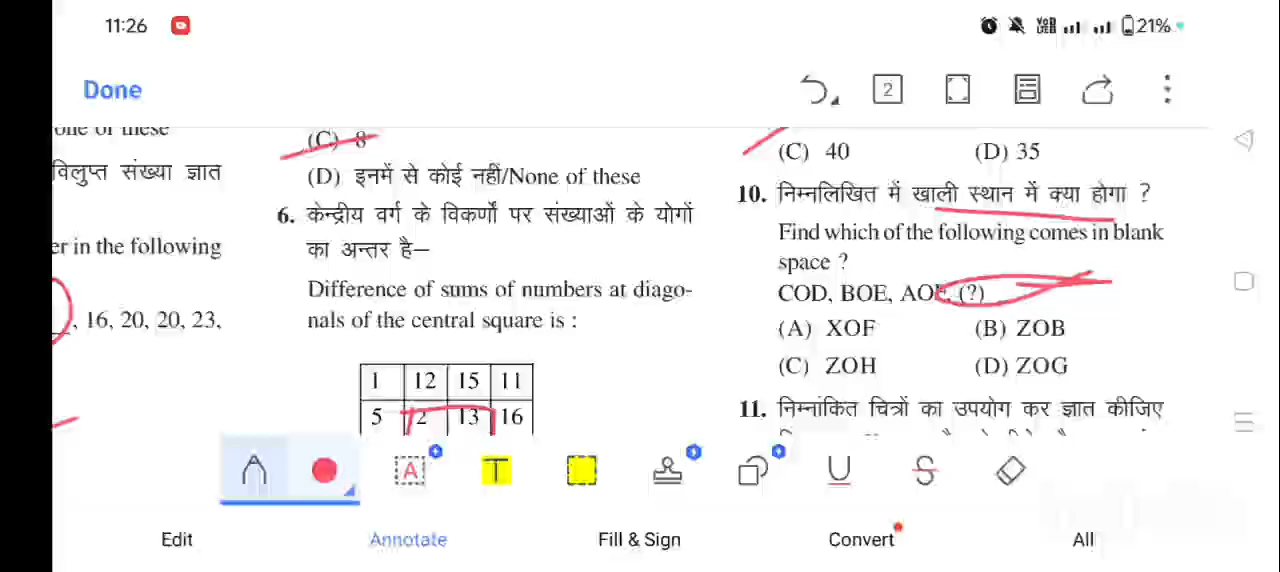 11:26
21%
Done
2
one of these
विलुप्त संख्या ज्ञात
er in the following
, 16, 20, 20, 23,
(C) 8
(D) इनमें से कोई नहीं/None of these
6. केन्द्रीय वर्ग के विकर्णों पर संख्याओं के योगों
का अन्तर है—
Difference of sums of numbers at diago-
nals of the central square is :
1 12 15 11
5 2 13 16
(C) 40 (D) 35
10. निम्नलिखित में खाली स्थान में क्या होगा ?
Find which of the following comes in blank
space ?
COD, BOE, AOF, (?)
(A) XOF (B) ZOB
(C) ZOH (D) ZOG
11. निम्नांकित चित्रों का उपयोग कर ज्ञात कीजिए
A T U S
Edit Annotate Fill & Sign Convert All